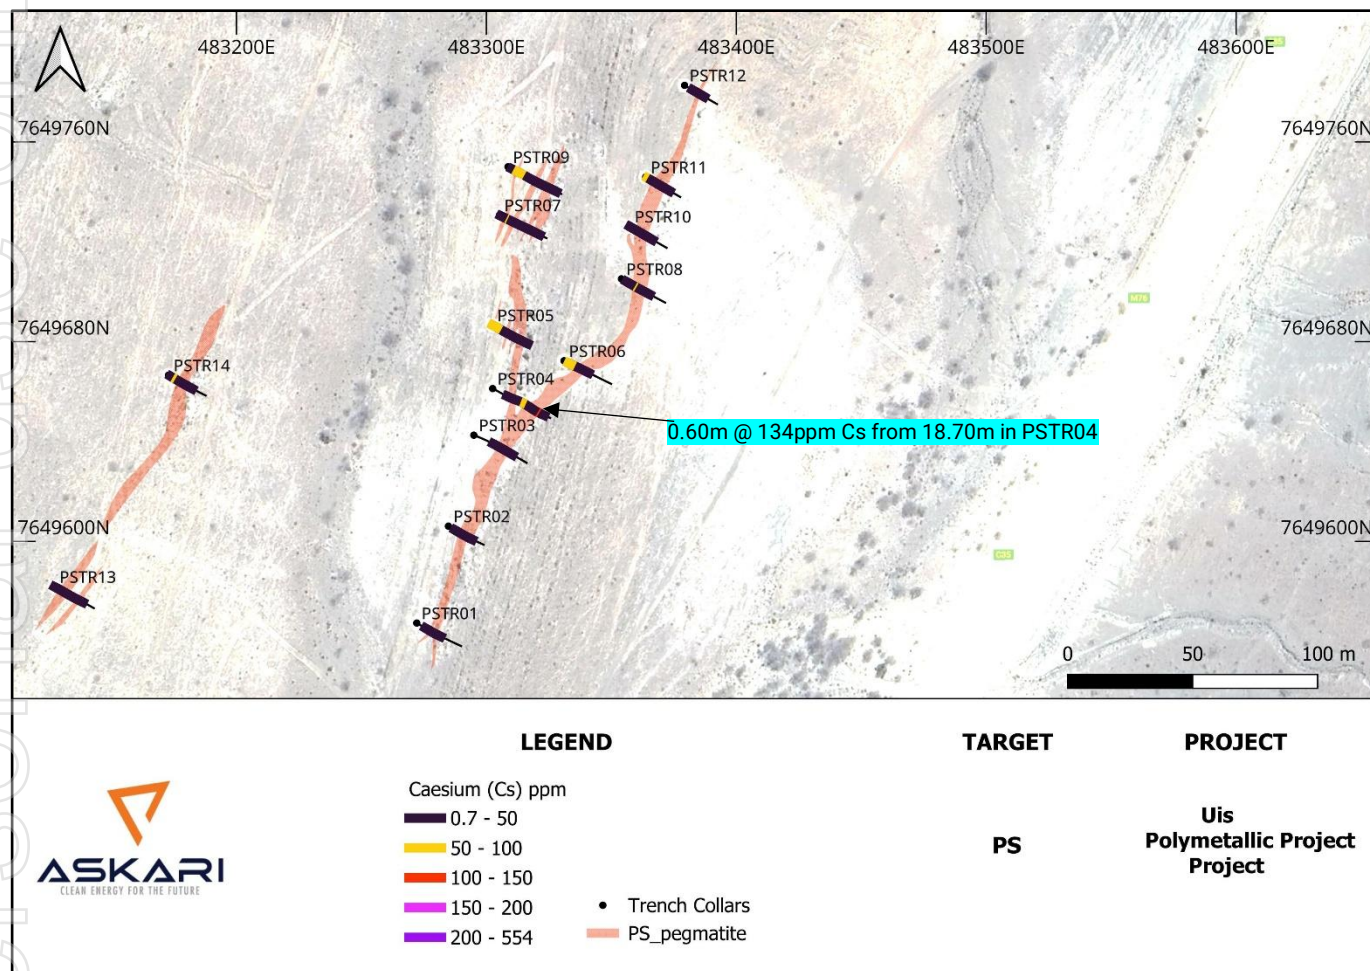 483200E 483300E 483400E 483500E 483600E
C35
PSTR12
7649760N 7649760N
PSTR09
PSTR11
PSTR07
PSTR10
PSTR08
M76
PSTR05
7649680N 7649680N
PSTR06
PSTR14
PSTR04
PSTR03
0.60m @ 134ppm Cs from 18.70m in PSTR04
PSTR02
7649600N 7649600N
C35
PSTR13
PSTR01
0 50 100 m
LEGEND
Caesium (Cs) ppm
0.7 - 50
50 - 100
100 - 150
150 - 200
200 - 554
Trench Collars
PS_pegmatite
TARGET
PS
PROJECT
Uis
Polymetallic Project
Project
ASKARI
CLEAN ENERGY FOR THE FUTURE